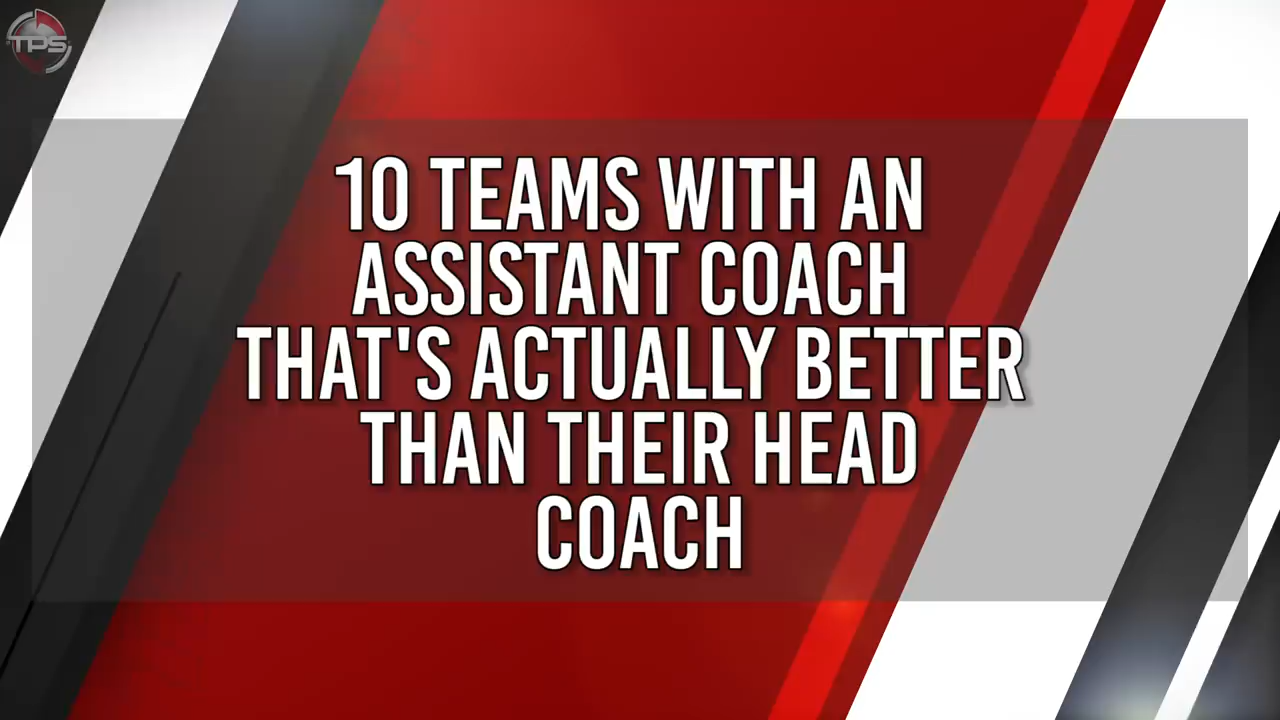 TPS
10 TEAMS WITH AN
ASSISTANT COACH
THAT'S ACTUALLY BETTER
THAN THEIR HEAD
COACH